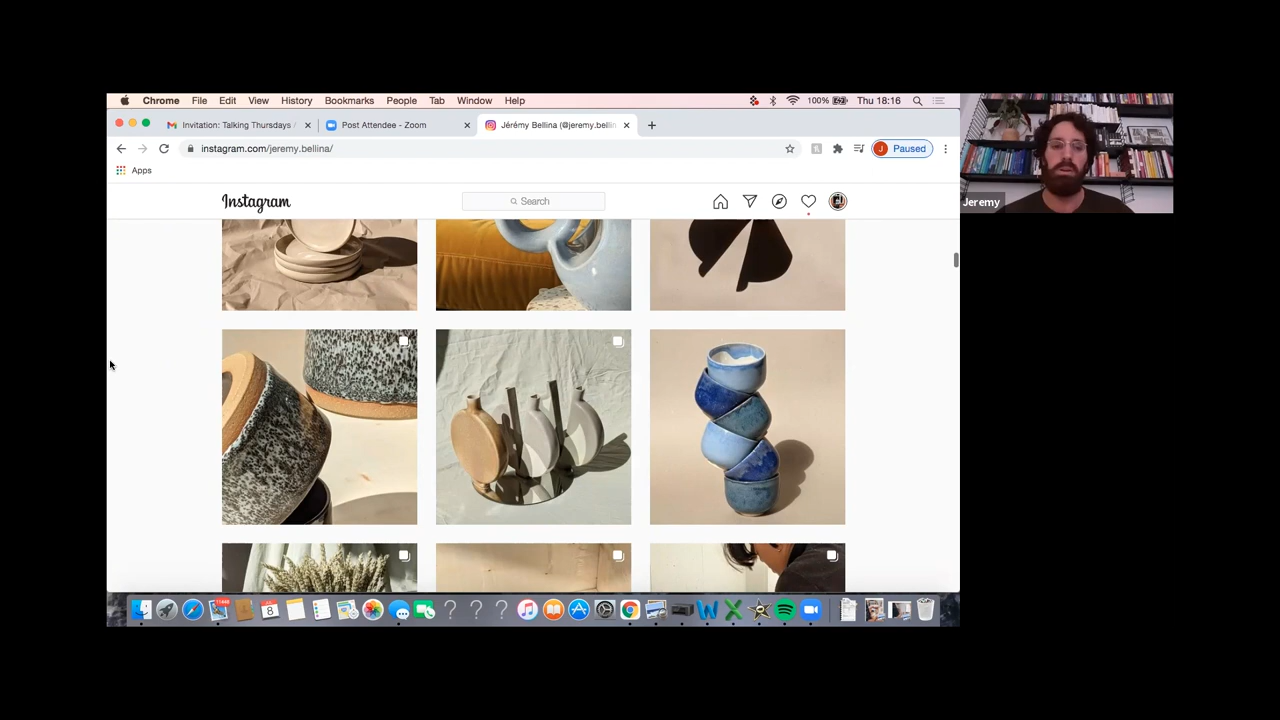 Chrome File Edit View History Bookmarks People Tab Window Help 100% Thu 18:16
Invitation: Talking Thursdays / Post Attendee - Zoom Jérémy Bellina (@jeremy.bellin
instagram.com/jeremy.bellina/ J Paused
Apps
Instagram Search
Jeremy